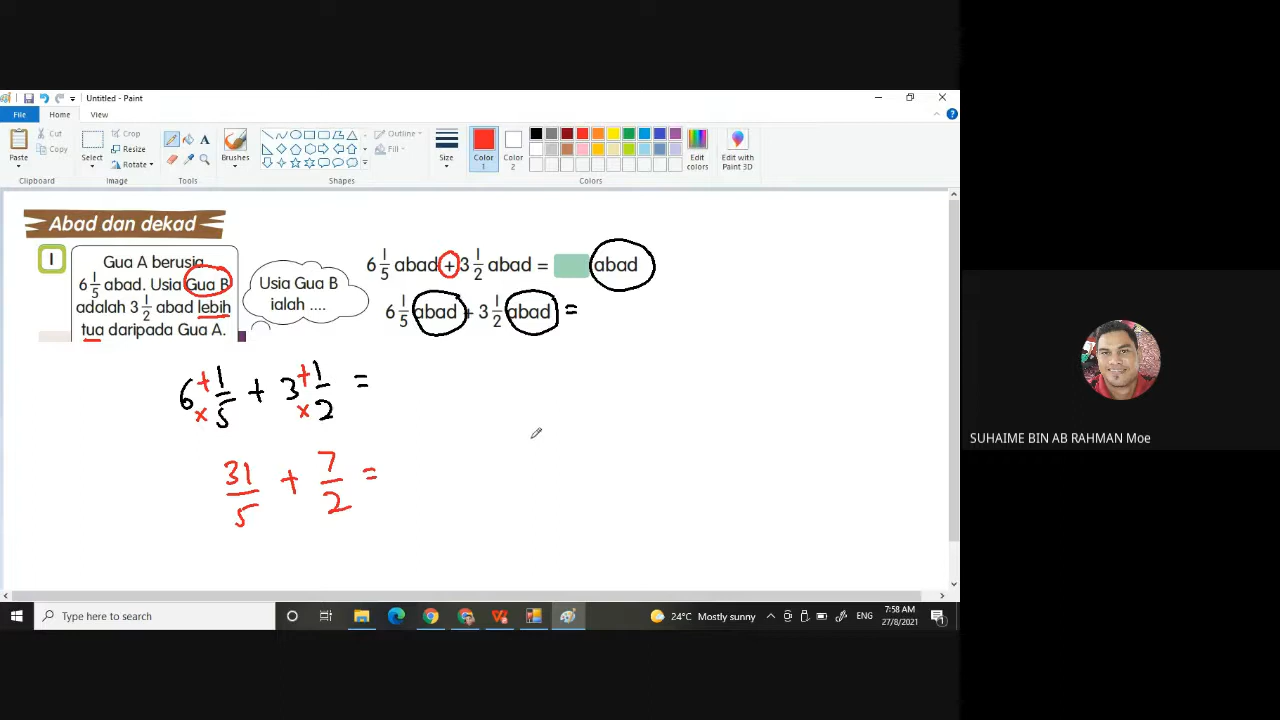 Untitled - Paint
File Home View
Paste
Cut
Copy
Clipboard
Select
Crop
Resize
Rotate
Image
A
Tools
Brushes
Outline
Fill
Shapes
Size
Color 1
Color 2
Colors
Edit colors
Edit with Paint 3D
Abad dan dekad
1
Gua A berusia
6 1/5 abad. Usia Gua B
adalah 3 1/2 abad lebih
tua daripada Gua A.
Usia Gua B
ialah ....
6 1/5 abad + 3 1/2 abad = abad
6 1/5 abad + 3 1/2 abad =
6 + 1/5 x + 3 + 1/2 x =
31/5 + 7/2 =
SUHAIME BIN AB RAHMAN Moe
Type here to search
24°C Mostly sunny
ENG
7:58 AM
27/8/2021